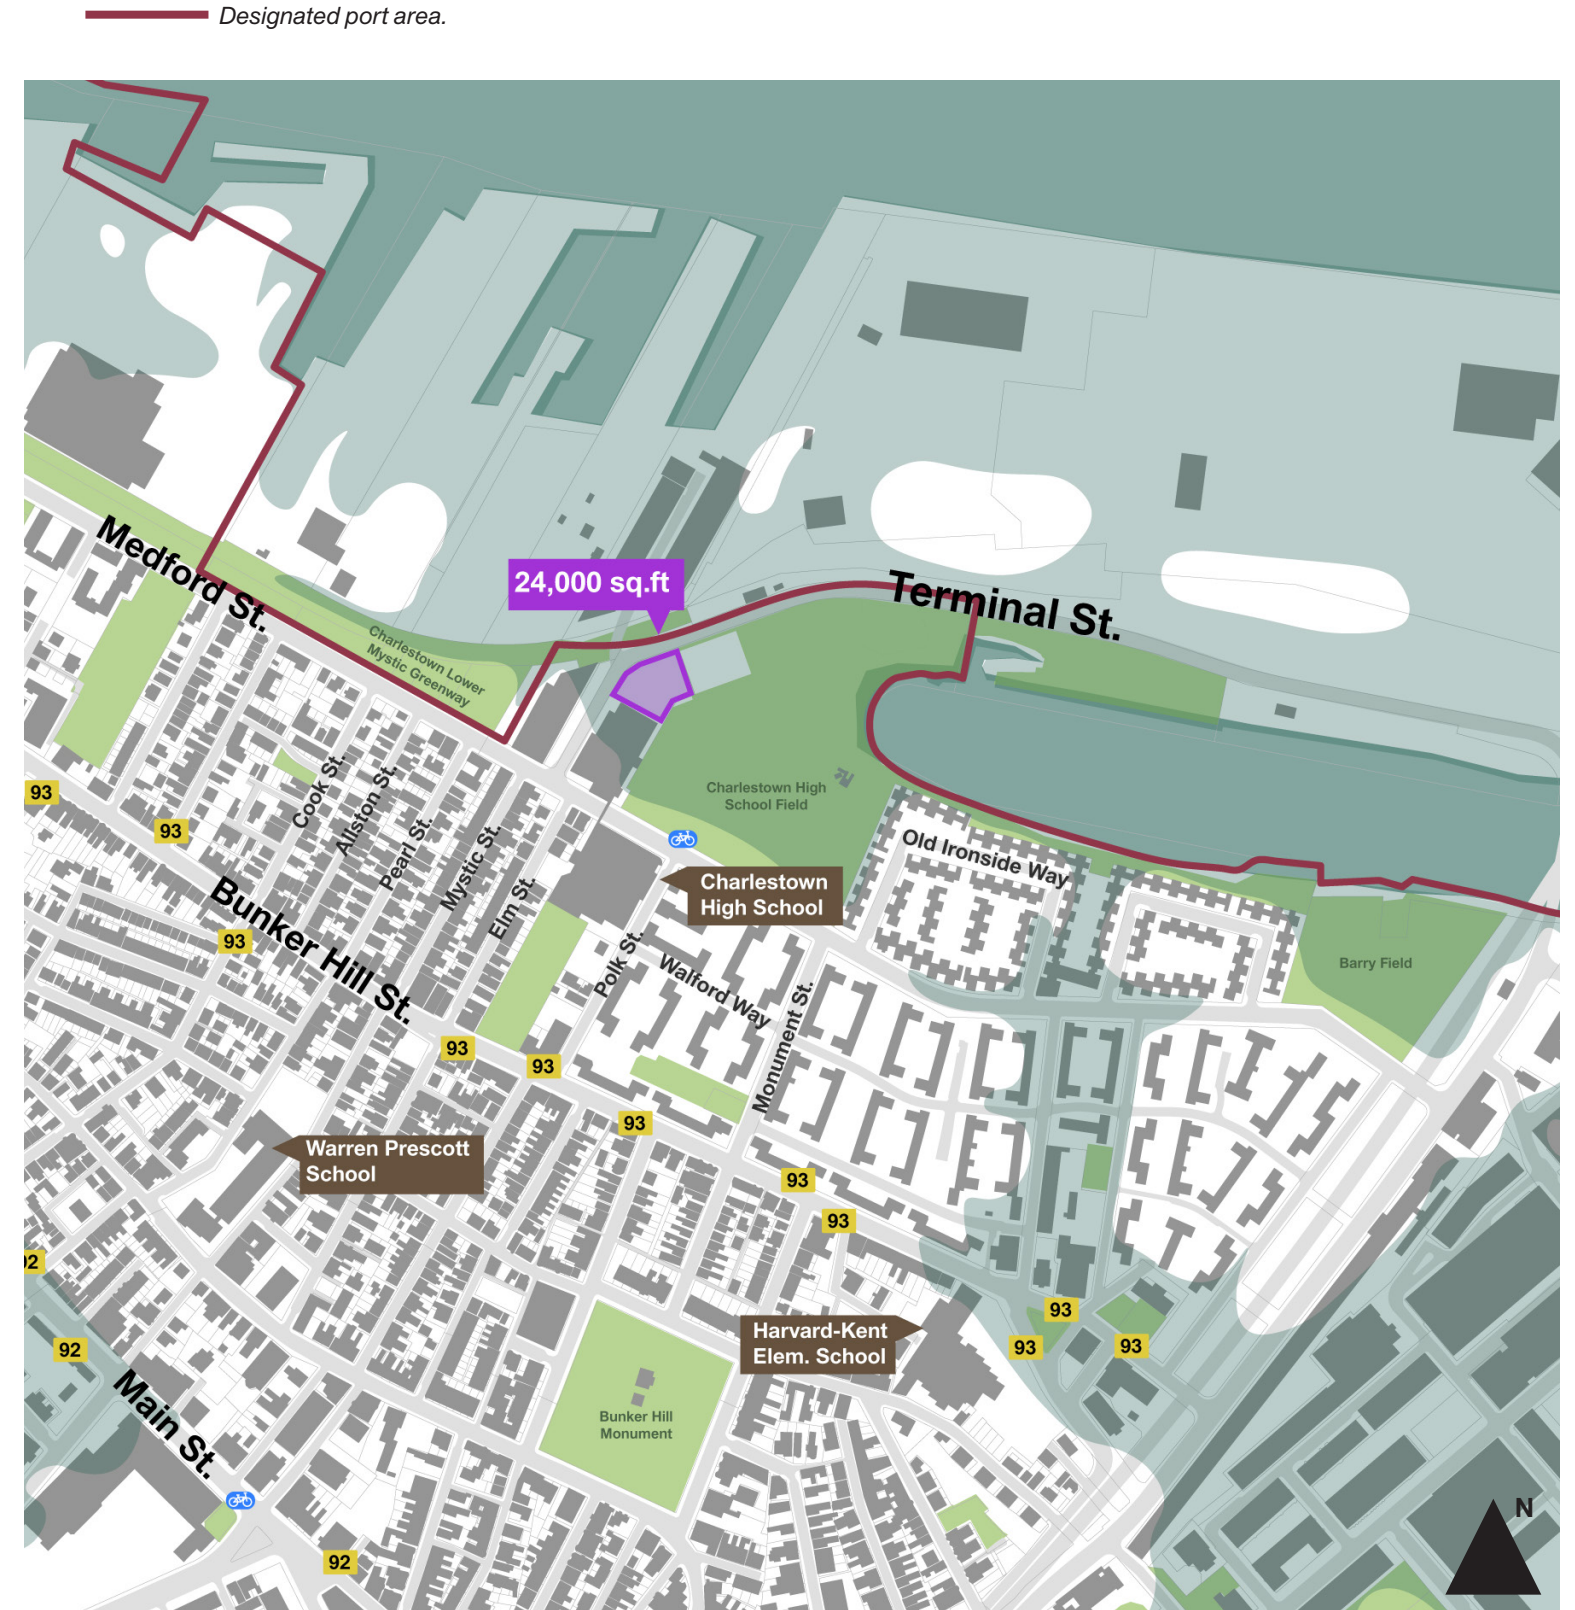 Designated port area.
Medford St.
24,000 sq.ft
Terminal St.
Charlestown Lower
Mystic Greenway
93
Cook St.
Allston St.
Pearl St.
Mystic St.
Elm St.
93
Charlestown High
School Field
Old Ironside Way
Charlestown
High School
Bunker Hill St.
93
Polk St.
Walford Way
Monument St.
Barry Field
93
93
93
Warren Prescott
School
93
93
92
93
93
93
92
Harvard-Kent
Elem. School
Main St.
Bunker Hill
Monument
N
92